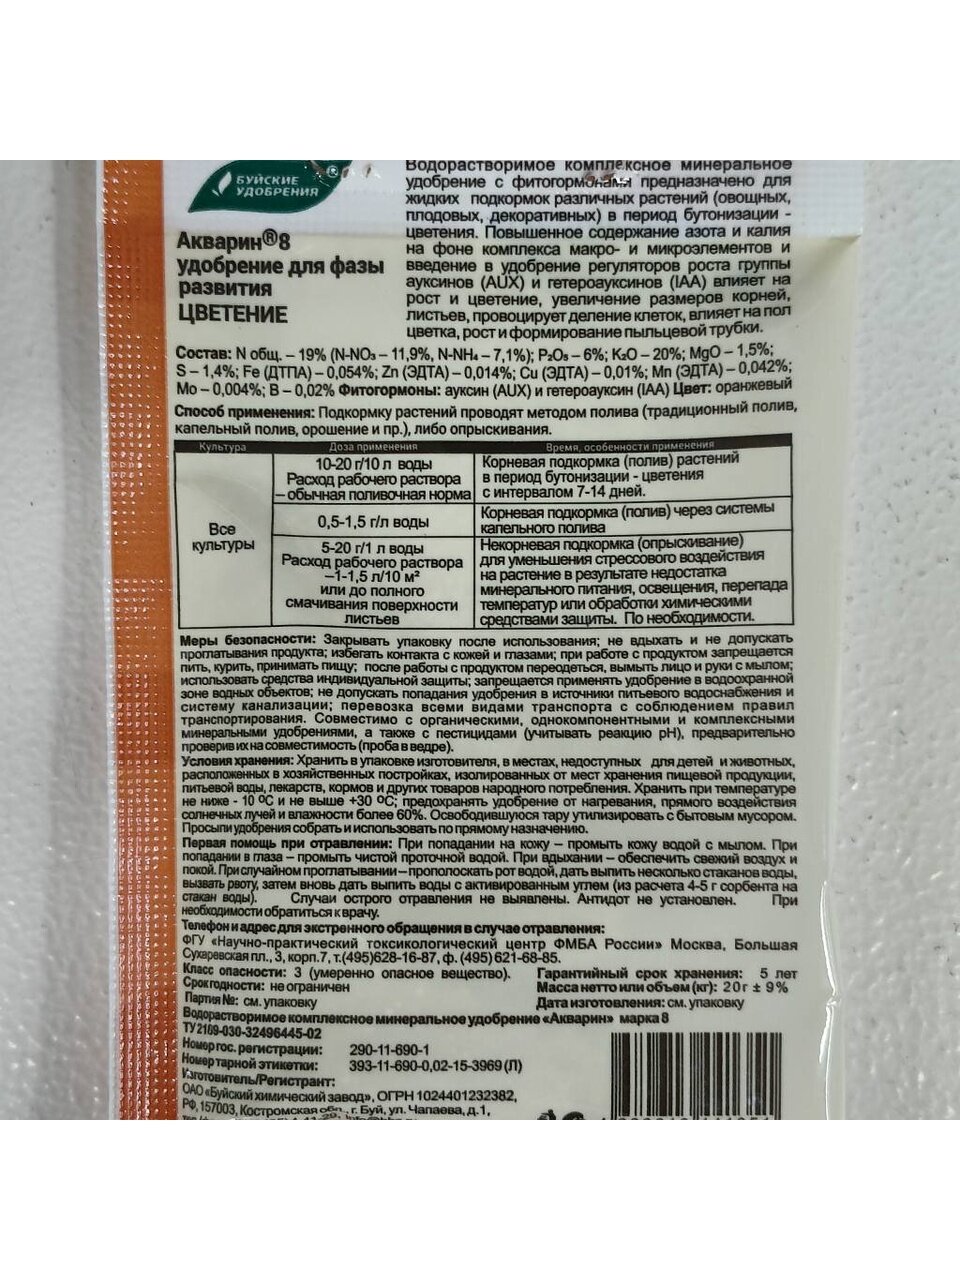 БУЙСКИЕ
УДОБРЕНИЯ
Акварин®8
удобрение для фазы
развития
ЦВЕТЕНИЕ
Водорастворимое комплексное минеральное
удобрение с фитогормонами предназначено для
жидких подкормок различных растений (овощных,
плодовых, декоративных) в период бутонизации -
цветения. Повышенное содержание азота и калия
на фоне комплекса макро- и микроэлементов и
введение в удобрение регуляторов роста группы
ауксинов (AUX) и гетероауксинов (IAA) влияет на
рост и цветение, увеличение размеров корней,
листьев, провоцирует деление клеток, влияет на пол
цветка, рост и формирование пыльцевой трубки.
Состав: N общ. – 19% (N-NO₃ – 11,9%, N-NH₄ – 7,1%); P₂O₅ – 6%; K₂O – 20%; MgO – 1,5%;
S – 1,4%; Fe (ДТПА) – 0,054%; Zn (ЭДТА) – 0,014%; Cu (ЭДТА) – 0,01%; Mn (ЭДТА) – 0,042%;
Mo – 0,004%; B – 0,02% Фитогормоны: ауксин (AUX) и гетероауксин (IAA) Цвет: оранжевый
Способ применения: Подкормку растений проводят методом полива (традиционный полив,
капельный полив, орошение и пр.), либо опрыскивания.
Культура Доза применения Время, особенности применения
Все
культуры
10-20 г/10 л воды
Расход рабочего раствора
– обычная поливочная норма
Корневая подкормка (полив) растений
в период бутонизации - цветения
с интервалом 7-14 дней.
0,5-1,5 г/л воды
Корневая подкормка (полив) через системы
капельного полива
5-20 г/1 л воды
Расход рабочего раствора
–1-1,5 л/10 м²
или до полного
смачивания поверхности
листьев
Некорневая подкормка (опрыскивание)
для уменьшения стрессового воздействия
на растение в результате недостатка
минерального питания, освещения, перепада
температур или обработки химическими
средствами защиты. По необходимости.
Меры безопасности: Закрывать упаковку после использования; не вдыхать и не допускать
проглатывания продукта; избегать контакта с кожей и глазами; при работе с продуктом запрещается
пить, курить, принимать пищу; после работы с продуктом переодеться, вымыть лицо и руки с мылом;
использовать средства индивидуальной защиты; запрещается применять удобрение в водоохранной
зоне водных объектов; не допускать попадания удобрения в источники питьевого водоснабжения и
систему канализации; перевозка всеми видами транспорта с соблюдением правил
транспортирования. Совместимо с органическими, однокомпонентными и комплексными
минеральными удобрениями, а также с пестицидами (учитывать реакцию pH), предварительно
проверив их на совместимость (проба в ведре).
Условия хранения: Хранить в упаковке изготовителя, в местах, недоступных для детей и животных,
расположенных в хозяйственных постройках, изолированных от мест хранения пищевой продукции,
питьевой воды, лекарств, кормов и других товаров народного потребления. Хранить при температуре
не ниже - 10 ºС и не выше +30 ºС; предохранять удобрение от нагревания, прямого воздействия
солнечных лучей и влажности более 60%. Освободившуюся тару утилизировать с бытовым мусором.
Просыпи удобрения собрать и использовать по прямому назначению.
Первая помощь при отравлении: При попадании на кожу – промыть кожу водой с мылом. При
попадании в глаза – промыть чистой проточной водой. При вдыхании – обеспечить свежий воздух и
покой. При случайном проглатывании – прополоскать рот водой, дать выпить несколько стаканов воды,
вызвать рвоту, затем вновь дать выпить воды с активированным углем (из расчета 4-5 г сорбента на
стакан воды). Случаи острого отравления не выявлены. Антидот не установлен. При
необходимости обратиться к врачу.
Телефон и адрес для экстренного обращения в случае отравления:
ФГУ «Научно-практический токсикологический центр ФМБА России» Москва, Большая
Сухаревская пл., 3, корп.7, т.(495)628-16-87, ф. (495) 621-68-85.
Класс опасности: 3 (умеренно опасное вещество). Гарантийный срок хранения: 5 лет
Срок годности: не ограничен Масса нетто или объем (кг): 20 г ± 9%
Партия №: см. упаковку Дата изготовления: см. упаковку
Водорастворимое комплексное минеральное удобрение «Акварин» марка 8
ТУ 2189-030-32496445-02
Номер гос. регистрации: 290-11-690-1
Номер тарной этикетки: 393-11-690-0,02-15-3969 (Л)
Изготовитель/Регистрант:
ОАО «Буйский химический завод», ОГРН 1024401232382,
РФ, 157003, Костромская обл., г. Буй, ул. Чапаева, д.1,